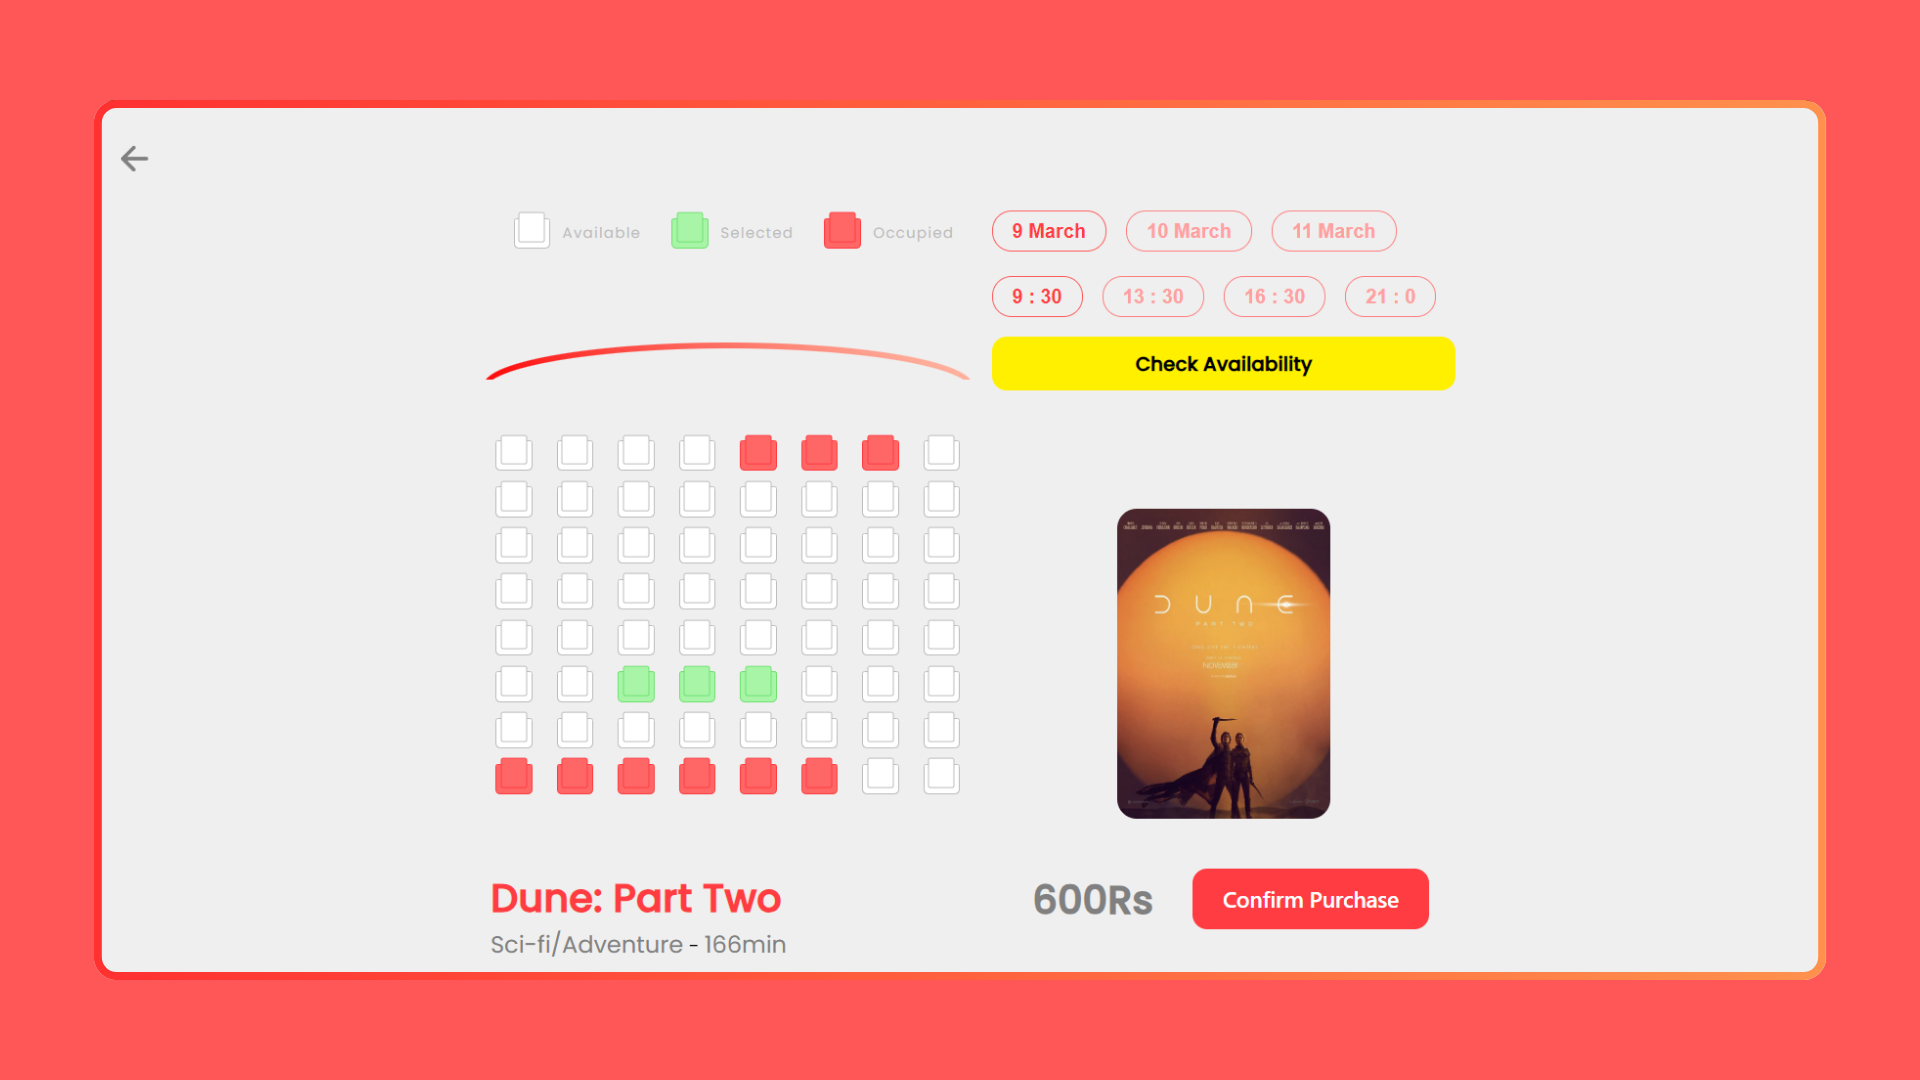 Available Selected Occupied
9 March 10 March 11 March
9 : 30 13 : 30 16 : 30 21 : 0
Check Availability
DUNE
PART TWO
NOVEMBER
Dune: Part Two
Sci-fi/Adventure - 166min
600Rs Confirm Purchase